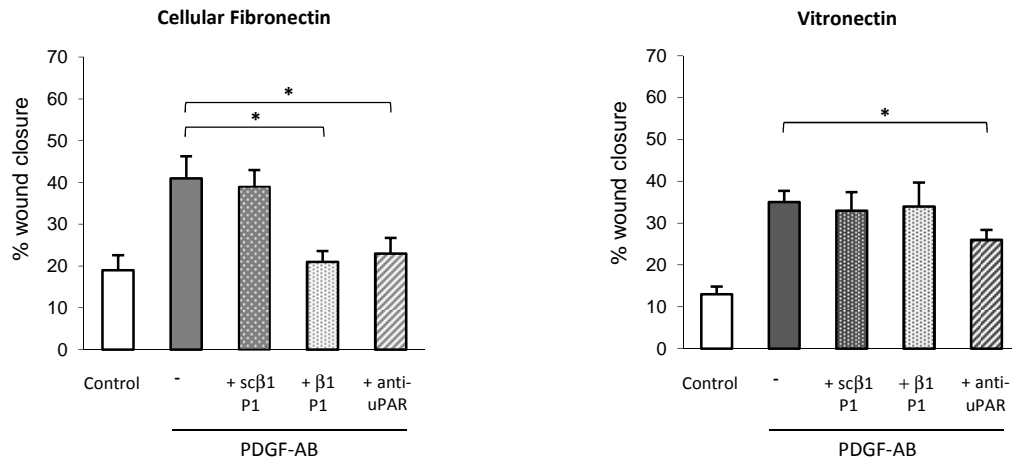 Cellular Fibronectin
% wound closure
70
60
50
40
30
20
10
0
*
*
Control
-
+ scβ1
P1
+ β1
P1
+ anti-
uPAR
PDGF-AB
Vitronectin
% wound closure
70
60
50
40
30
20
10
0
*
Control
-
+ scβ1
P1
+ β1
P1
+ anti-
uPAR
PDGF-AB